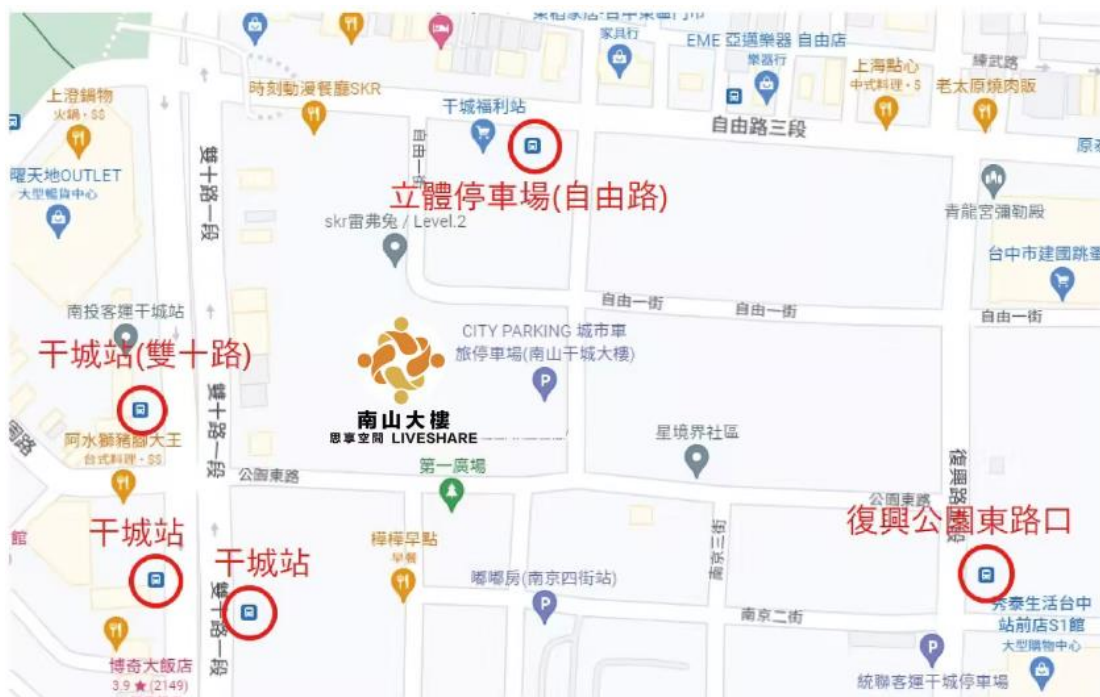 家具行
EME 亞邁樂器 自由店
樂器行
練武路
上海點心
中式料理·S
老太原燒肉販
上澄鍋物
火鍋·SS
時刻動漫餐廳SKR
干城福利站
自由路三段
自由一街
雙十路一段
曜天地OUTLET
大型暢貨中心
立體停車場(自由路)
青龍宮彌勒殿
skr雷弗兔 / Level.2
台中市建國跳蚤
南投客運干城站
自由一街
自由一街
自由一街
干城站(雙十路)
CITY PARKING 城市車
旅停車場(南山干城大樓)
雙十路一段
南山大樓
思享空間 LIVESHARE
阿水獅豬腳大王
台式料理·SS
星境界社區
公園東路
第一廣場
復興路
段
公園東路
復興公園東路口
館
干城站
干城站
樺樺早點
早餐
嘟嘟房(南京四街站)
南京三街
南京二街
雙十路一段
秀泰生活台中
站前店S1館
大型購物中心
博奇大飯店
3.9 ★ (2149)
統聯客運干城停車場